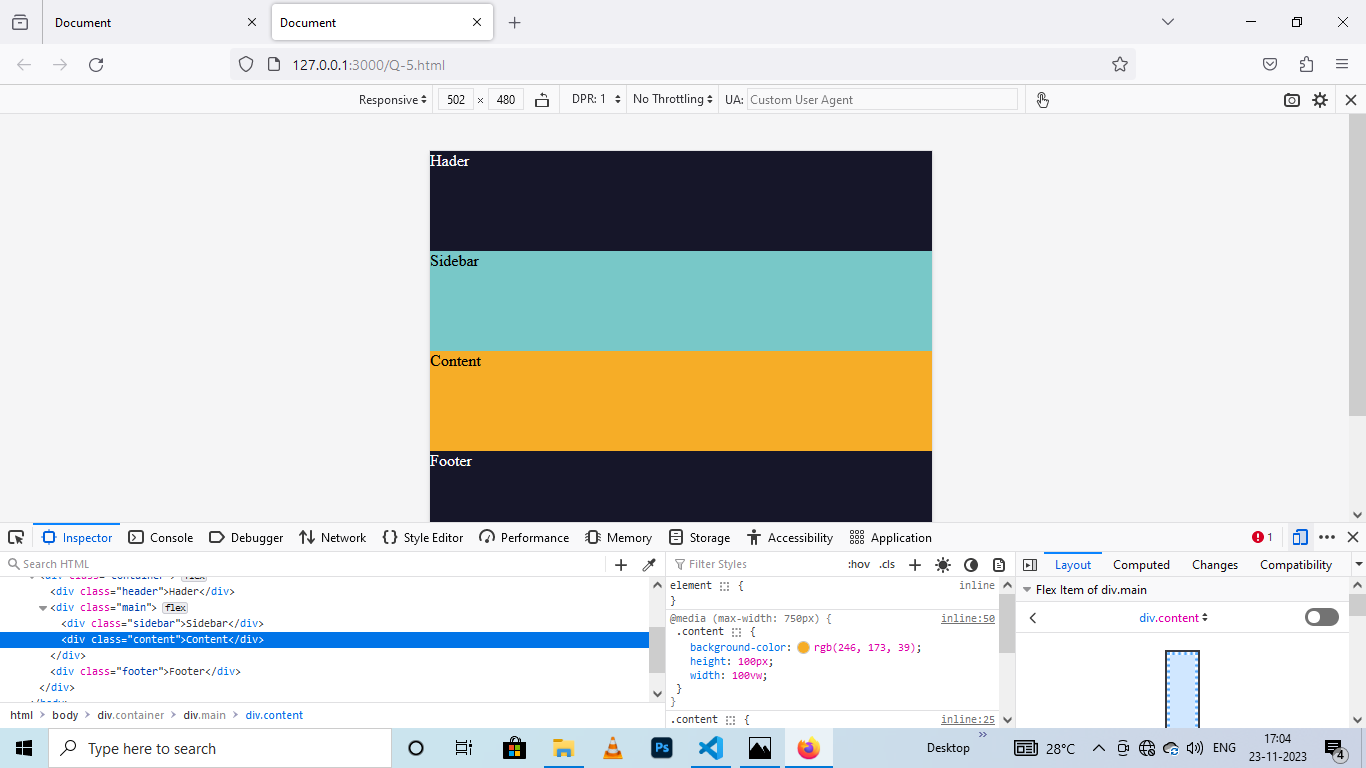 Document
Document
127.0.0.1:3000/Q-5.html
Responsive 502 × 480 DPR: 1 No Throttling UA: Custom User Agent
Hader
Sidebar
Content
Footer
Inspector Console Debugger Network Style Editor Performance Memory Storage Accessibility Application 1
Search HTML
<div class="container"> flex
<div class="header">Hader</div>
<div class="main"> flex
<div class="sidebar">Sidebar</div>
<div class="content">Content</div>
</div>
<div class="footer">Footer</div>
</div>
</body>
html > body > div.container > div.main > div.content
Filter Styles :hov .cls
element { inline
}
@media (max-width: 750px) { inline:50
.content {
background-color: rgb(246, 173, 39);
height: 100px;
width: 100vw;
}
}
.content { inline:25
Layout Computed Changes Compatibility
Flex Item of div.main
div.content
Type here to search
Ps
Desktop
28°C
ENG
17:04
23-11-2023
4